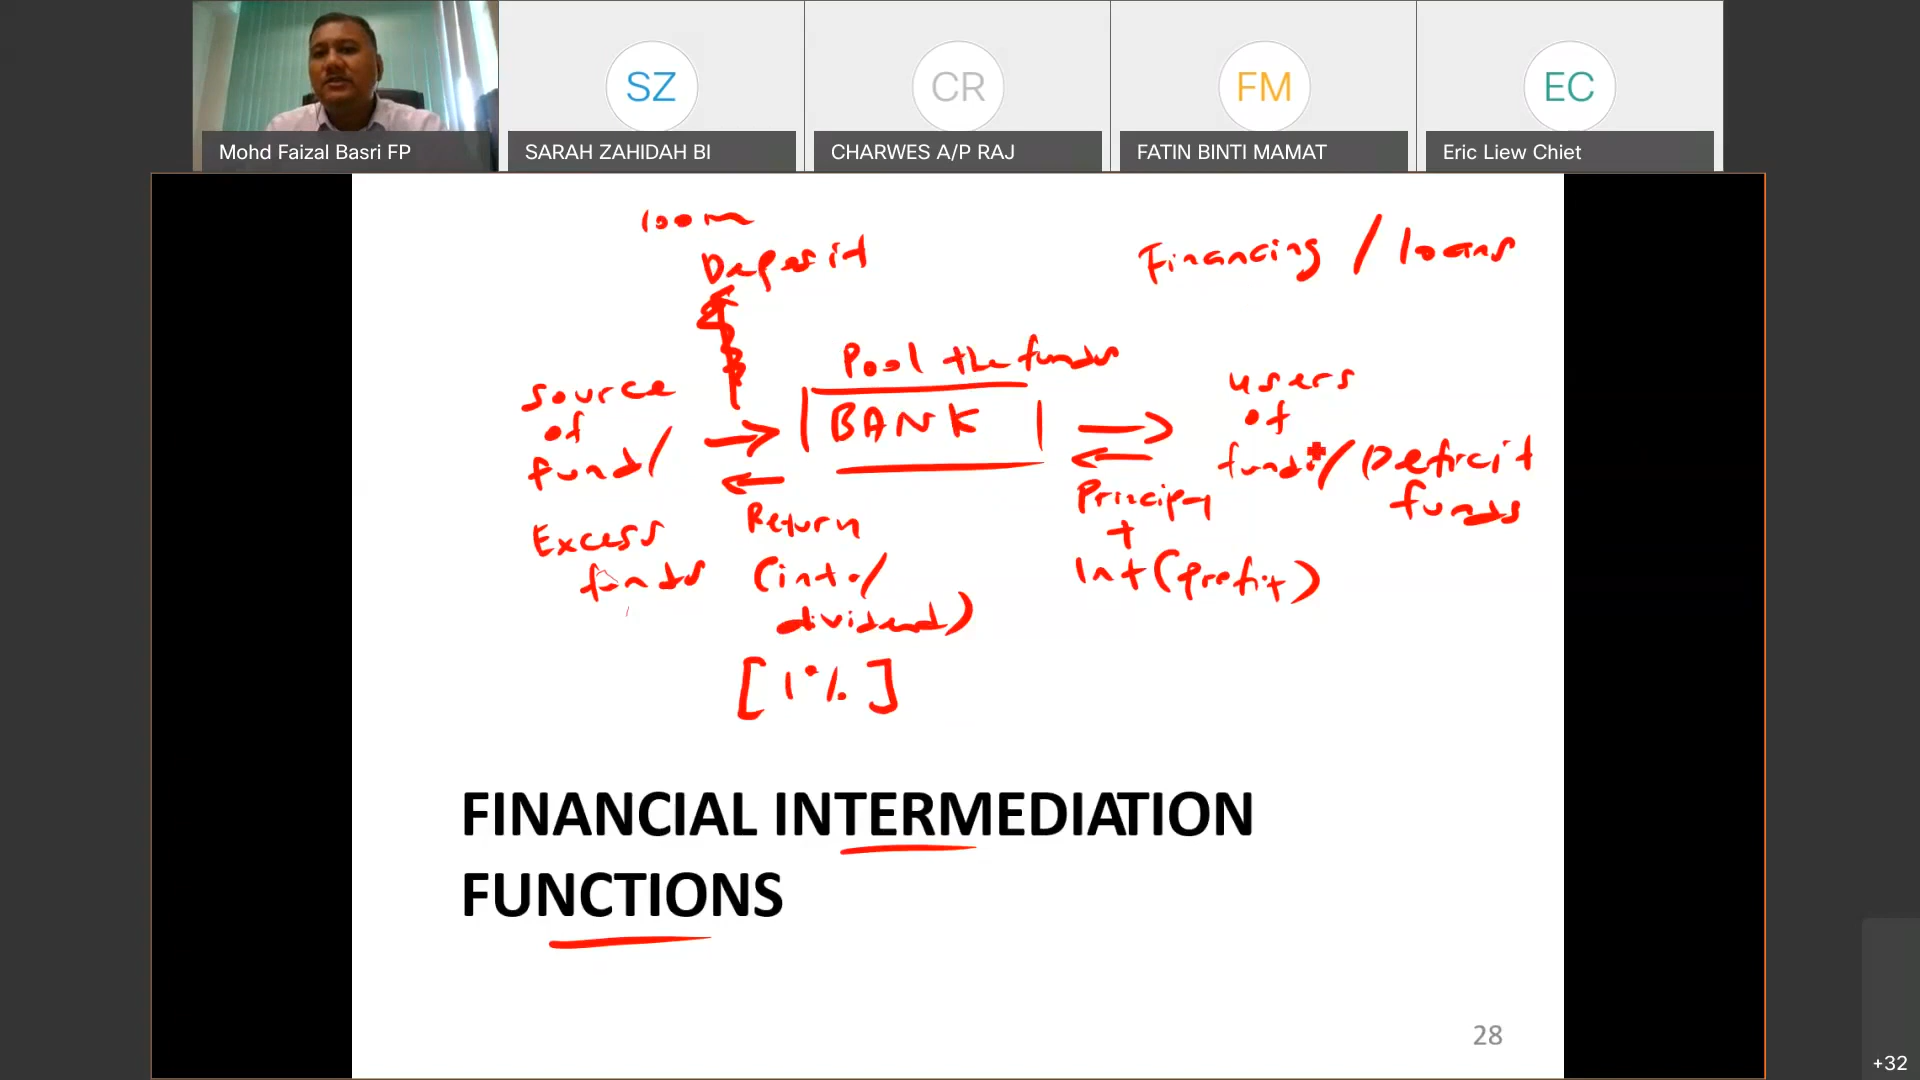 SZ
CR
FM
EC
Mohd Faizal Basri FP
SARAH ZAHIDAH BI
CHARWES A/P RAJ
FATIN BINTI MAMAT
Eric Liew Chiet
100m
Deposit
Financing / loans
Pool the funds
source
of
fund/
Excess
funds
BANK
Return
(int./
dividend)
[1%]
users
of
funds/Deficit
funds
Principal
+
Int (profit)
FINANCIAL INTERMEDIATION
FUNCTIONS
28
+32